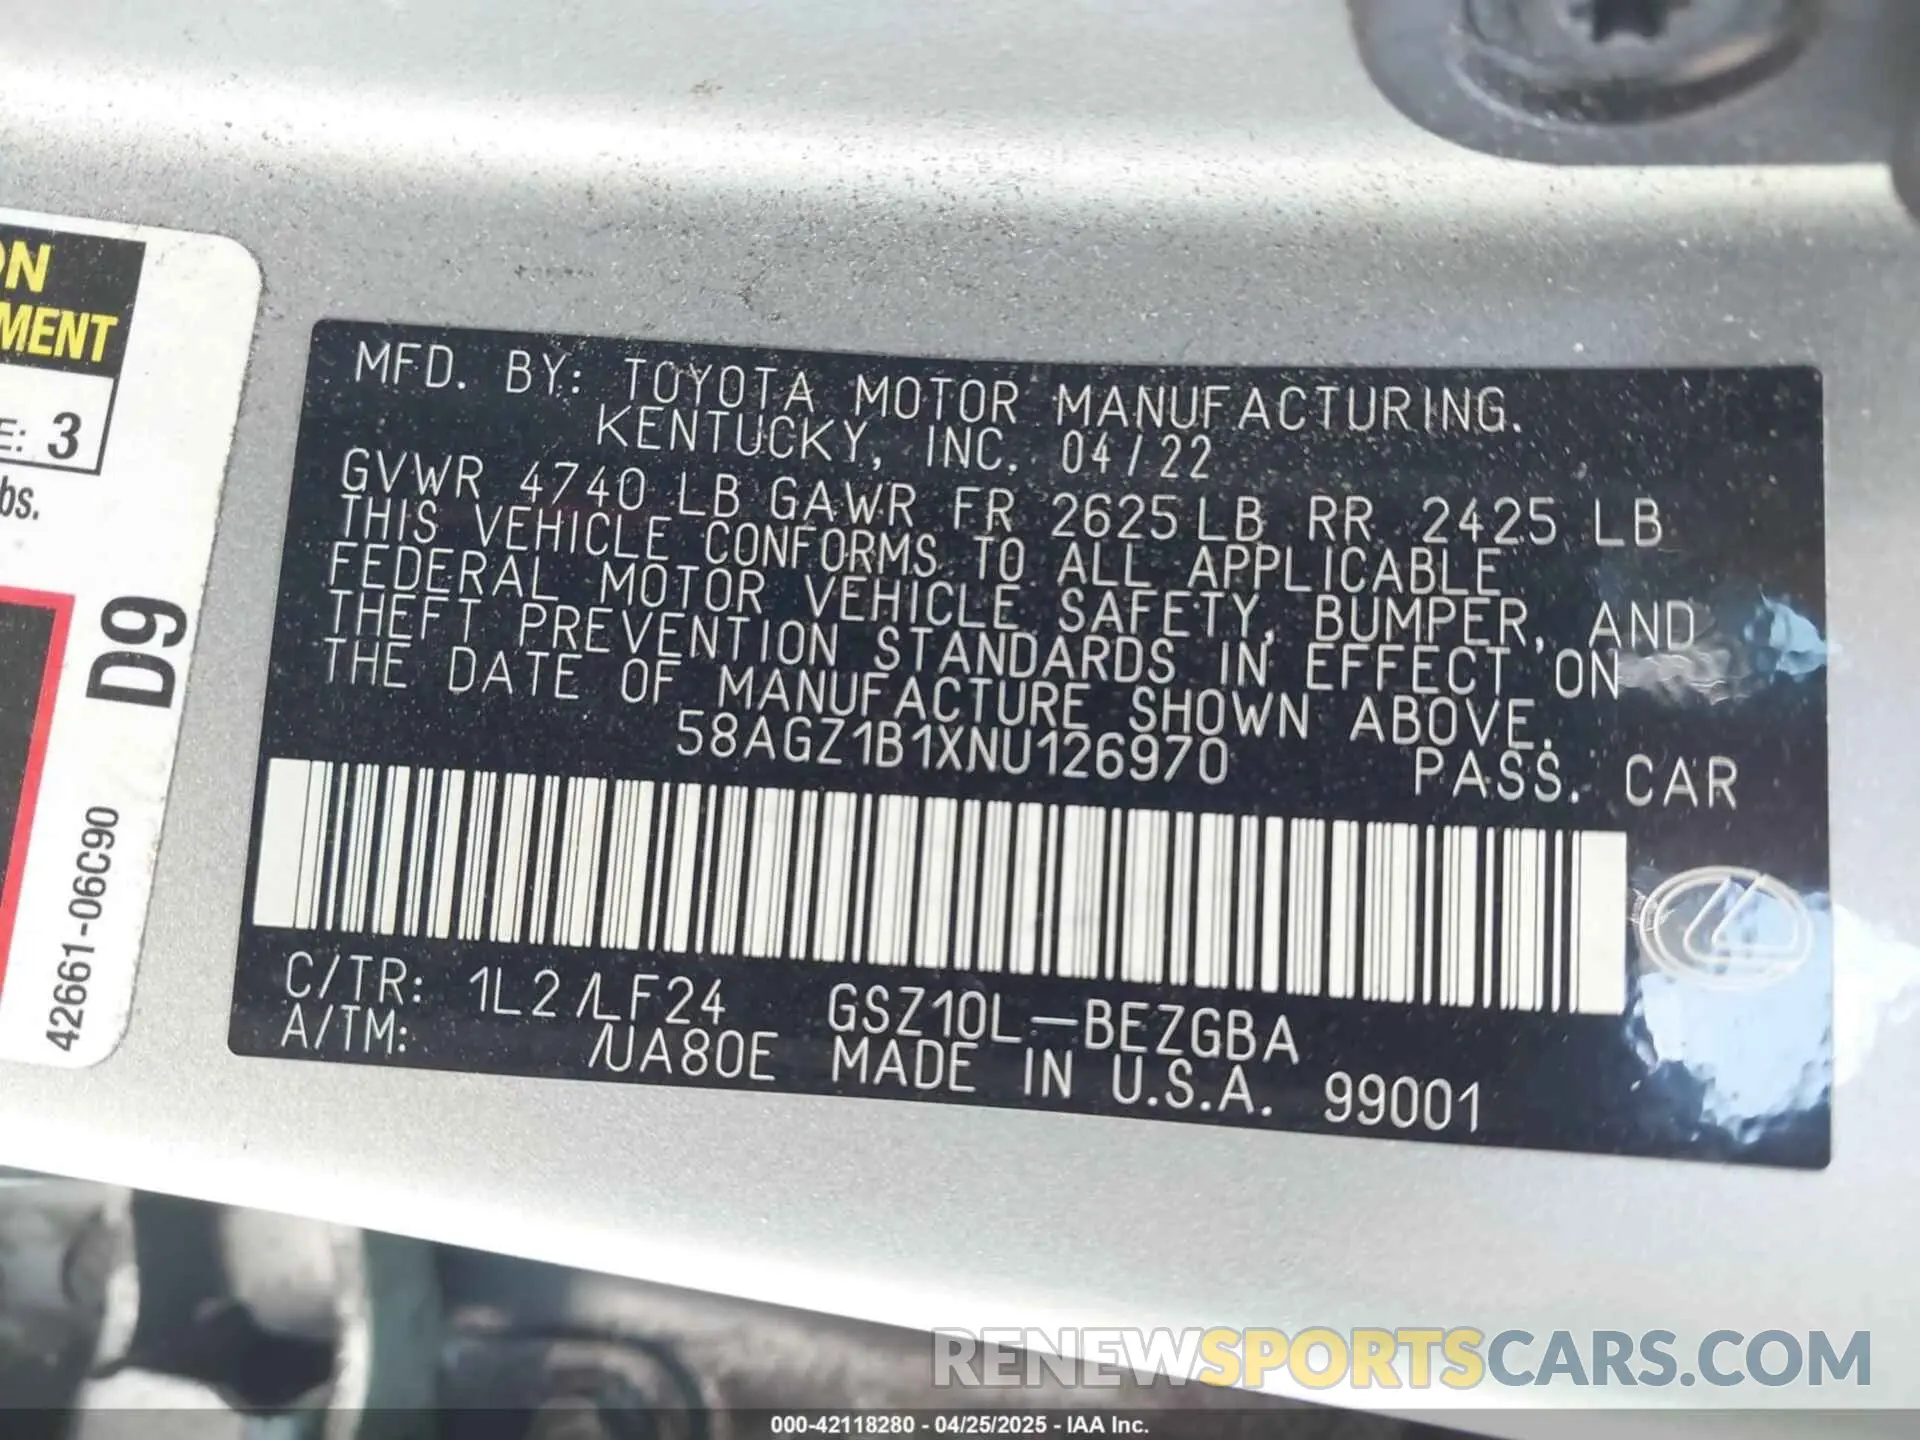 ON
MENT
E: 3
bs.
D9
42661-06C90
MFD. BY: TOYOTA MOTOR MANUFACTURING.
KENTUCKY, INC. 04/22
GVWR 4740 LB GAWR FR 2625 LB RR 2425 LB
THIS VEHICLE CONFORMS TO ALL APPLICABLE
FEDERAL MOTOR VEHICLE SAFETY, BUMPER, AND
THEFT PREVENTION STANDARDS IN EFFECT ON
THE DATE OF MANUFACTURE SHOWN ABOVE.
58AGZ1B1XNU126970 PASS. CAR
C/TR: 1L2 /LF24 GSZ10L-BEZGBA
A/TM: /UA80E MADE IN U.S.A. 99001
RENEWSPORTSCARS.COM
000-42118280 - 04/25/2025 - IAA Inc.